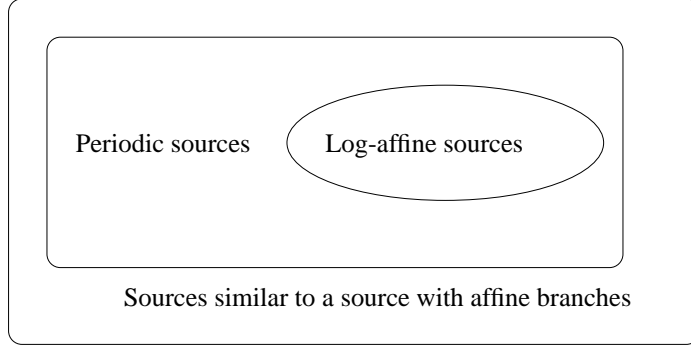 Periodic sources
Log-affine sources
Sources similar to a source with affine branches